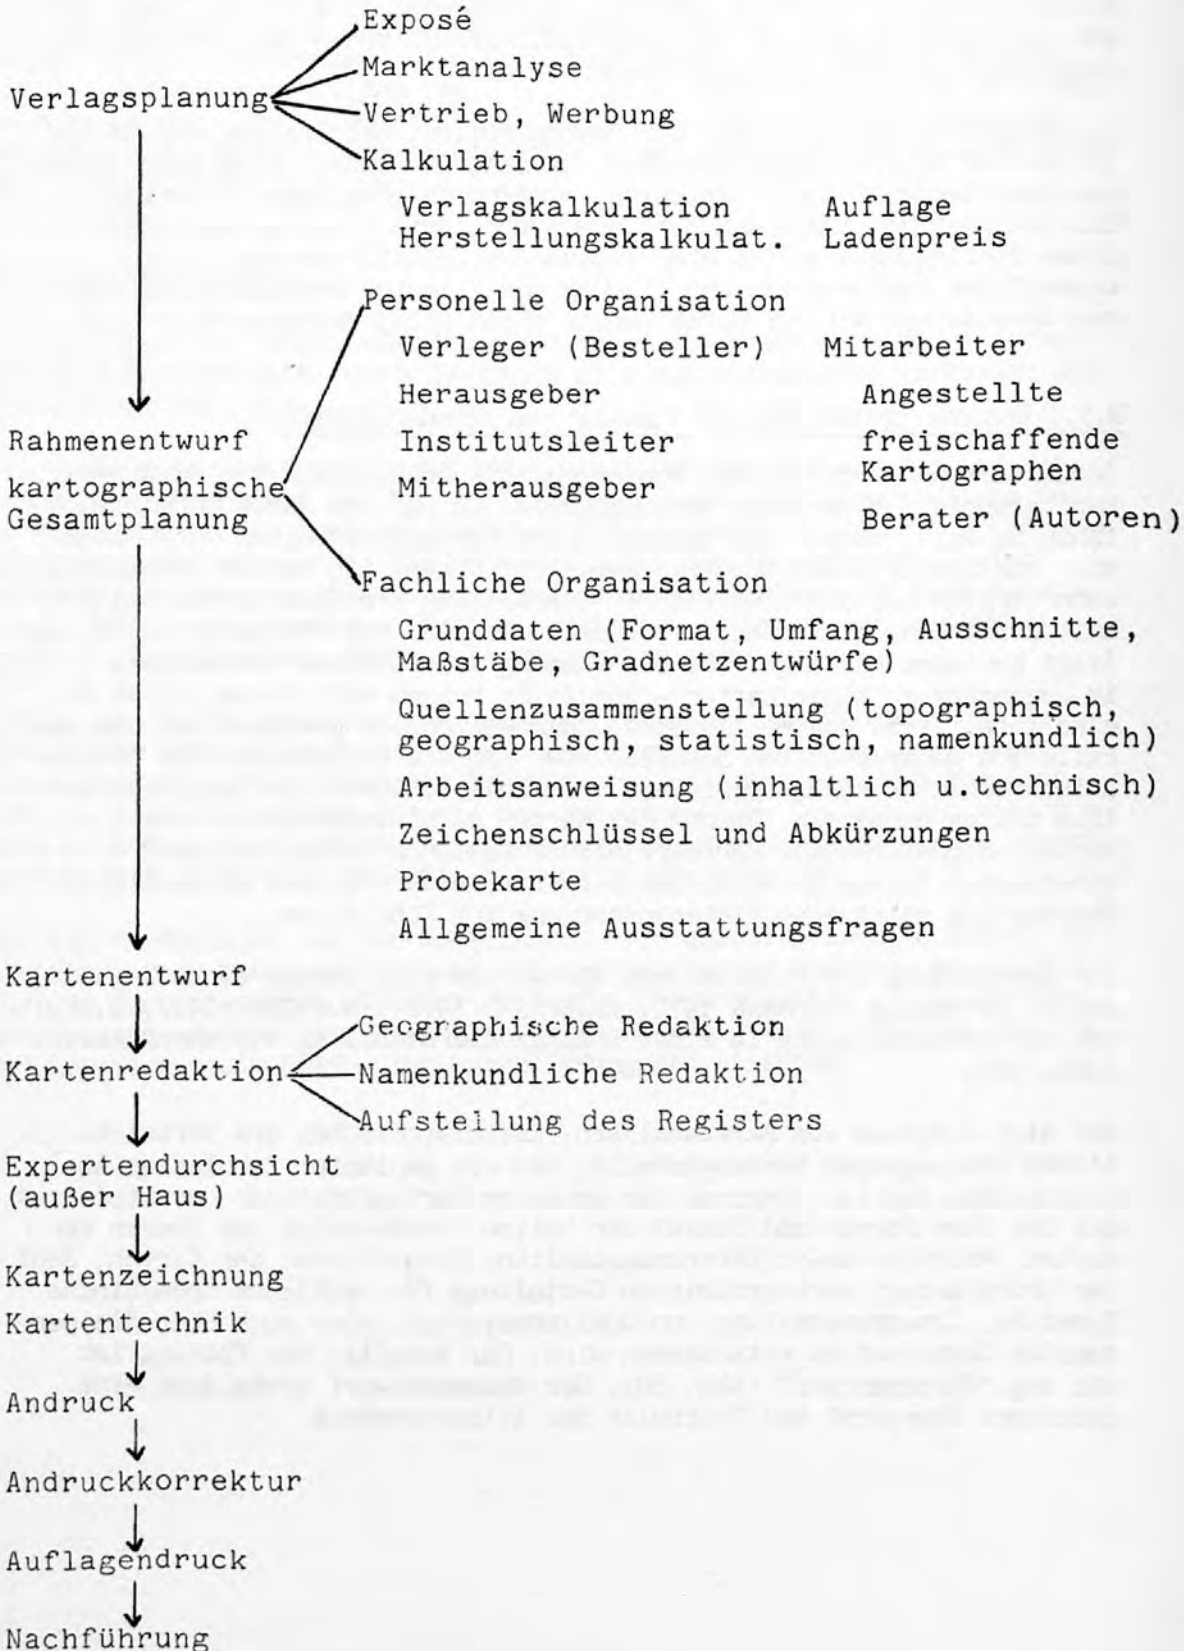 Exposé
Marktanalyse
Verlagsplanung
Vertrieb, Werbung
Kalkulation
Verlagskalkulation Auflage
Herstellungskalkulat. Ladenpreis
Personelle Organisation
Verleger (Besteller) Mitarbeiter
Herausgeber Angestellte
Rahmenentwurf Institutsleiter freischaffende
Kartographen
kartographische Mitherausgeber
Gesamtplanung Berater (Autoren)
Fachliche Organisation
Grunddaten (Format, Umfang, Ausschnitte,
Maßstäbe, Gradnetzentwürfe)
Quellenzusammenstellung (topographisch,
geographisch, statistisch, namenkundlich)
Arbeitsanweisung (inhaltlich u.technisch)
Zeichenschlüssel und Abkürzungen
Probekarte
Allgemeine Ausstattungsfragen
Kartenentwurf
Geographische Redaktion
Kartenredaktion Namenkundliche Redaktion
Aufstellung des Registers
Expertendurchsicht
(außer Haus)
Kartenzeichnung
Kartentechnik
Andruck
Andruckkorrektur
Auflagendruck
Nachführung